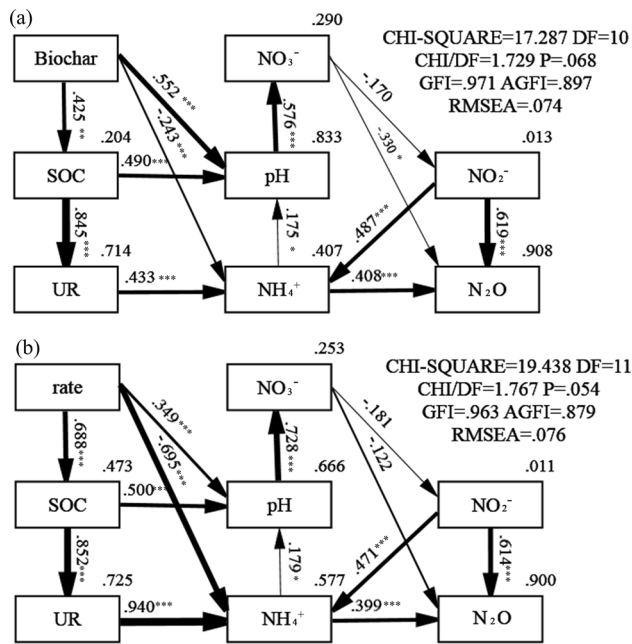 (a)
.290
CHI-SQUARE=17.287 DF=10
CHI/DF=1.729 P=.068
GFI=.971 AGFI=.897
RMSEA=.074
Biochar
NO₃⁻
.425 **
.552 ***
-.243 ***
.576 ***
-.170
-.330 *
.204
.833
.013
SOC
.490 ***
pH
NO₂⁻
.845 ***
.175 *
.487 ***
.619 ***
.714
.407
.908
UR
.433 ***
NH₄⁺
.408 ***
N₂O
(b)
.253
CHI-SQUARE=19.438 DF=11
CHI/DF=1.767 P=.054
GFI=.963 AGFI=.879
RMSEA=.076
rate
NO₃⁻
.688 ***
.349 ***
-.695 ***
.728 ***
-.181
-.122
.473
.666
.011
SOC
.500 ***
pH
NO₂⁻
.852 ***
.179 *
.471 ***
.614 ***
.725
.577
.900
UR
.940 ***
NH₄⁺
.399 ***
N₂O